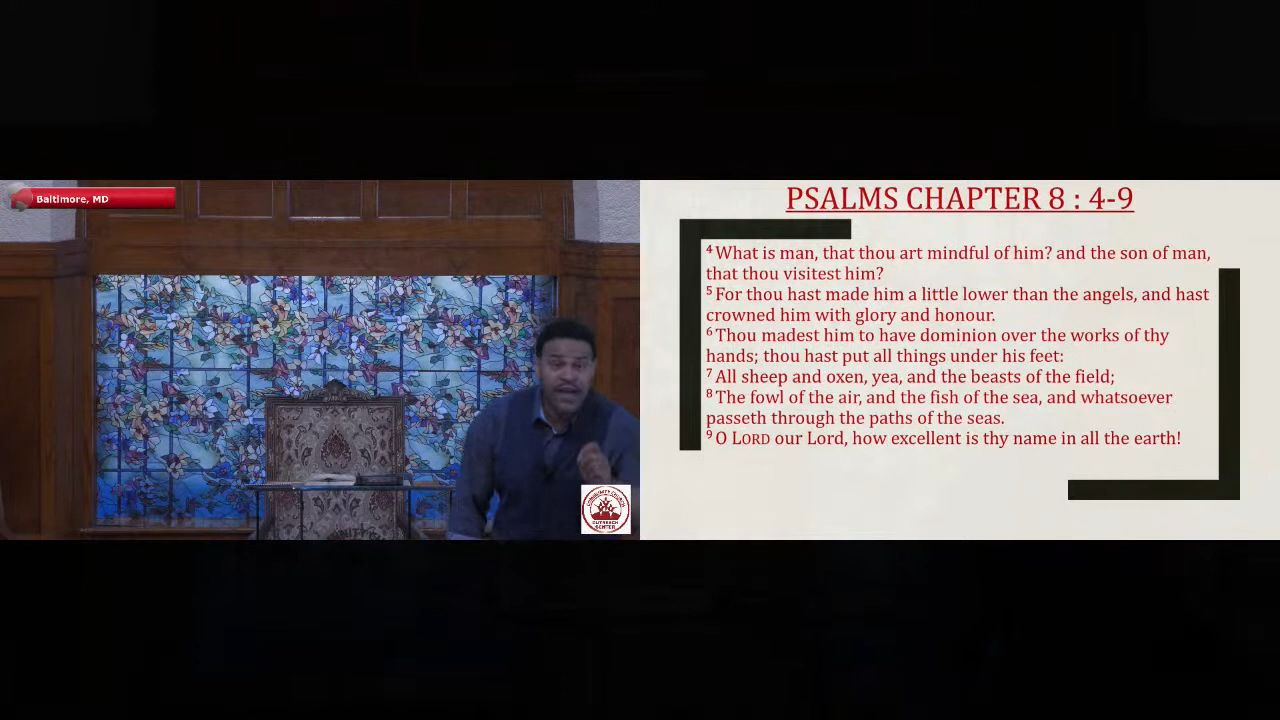 Baltimore, MD
COMMUNITY CHURCH
OUTREACH
CENTER
PSALMS CHAPTER 8 : 4-9
4 What is man, that thou art mindful of him? and the son of man,
that thou visitest him?
5 For thou hast made him a little lower than the angels, and hast
crowned him with glory and honour.
6 Thou madest him to have dominion over the works of thy
hands; thou hast put all things under his feet:
7 All sheep and oxen, yea, and the beasts of the field;
8 The fowl of the air, and the fish of the sea, and whatsoever
passeth through the paths of the seas.
9 O LORD our Lord, how excellent is thy name in all the earth!